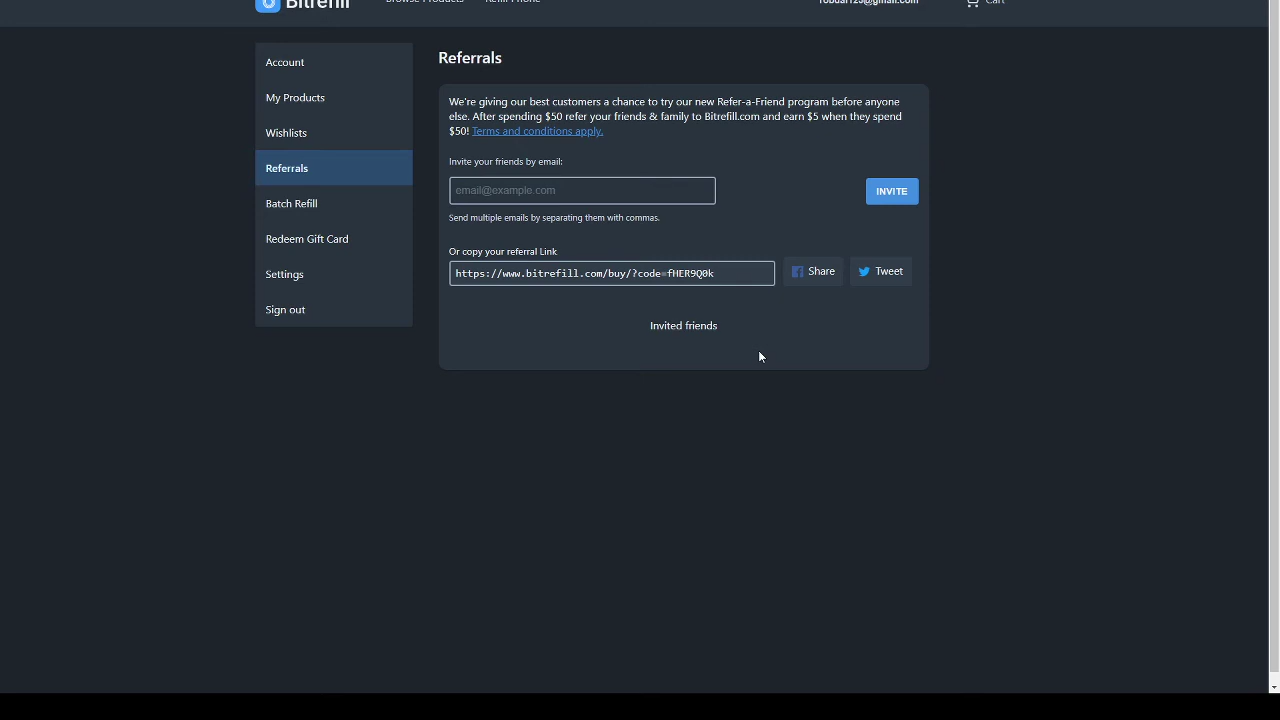 Bitrefill
Browse Products
Refill Phone
Cart
Account
My Products
Wishlists
Referrals
Batch Refill
Redeem Gift Card
Settings
Sign out
Referrals
We're giving our best customers a chance to try our new Refer-a-Friend program before anyone
else. After spending $50 refer your friends & family to Bitrefill.com and earn $5 when they spend
$50! Terms and conditions apply.
Invite your friends by email:
email@example.com
INVITE
Send multiple emails by separating them with commas.
Or copy your referral Link
https://www.bitrefill.com/buy/?code=fHER9Q0k
Share
Tweet
Invited friends